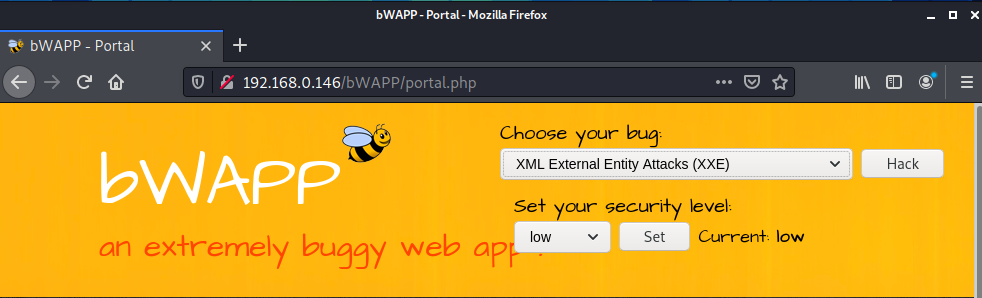 bWAPP - Portal - Mozilla Firefox
bWAPP - Portal
192.168.0.146/bWAPP/portal.php
bWAPP
an extremely buggy web app !
Choose your bug:
XML External Entity Attacks (XXE)
Hack
Set your security level:
low
Set
Current: low